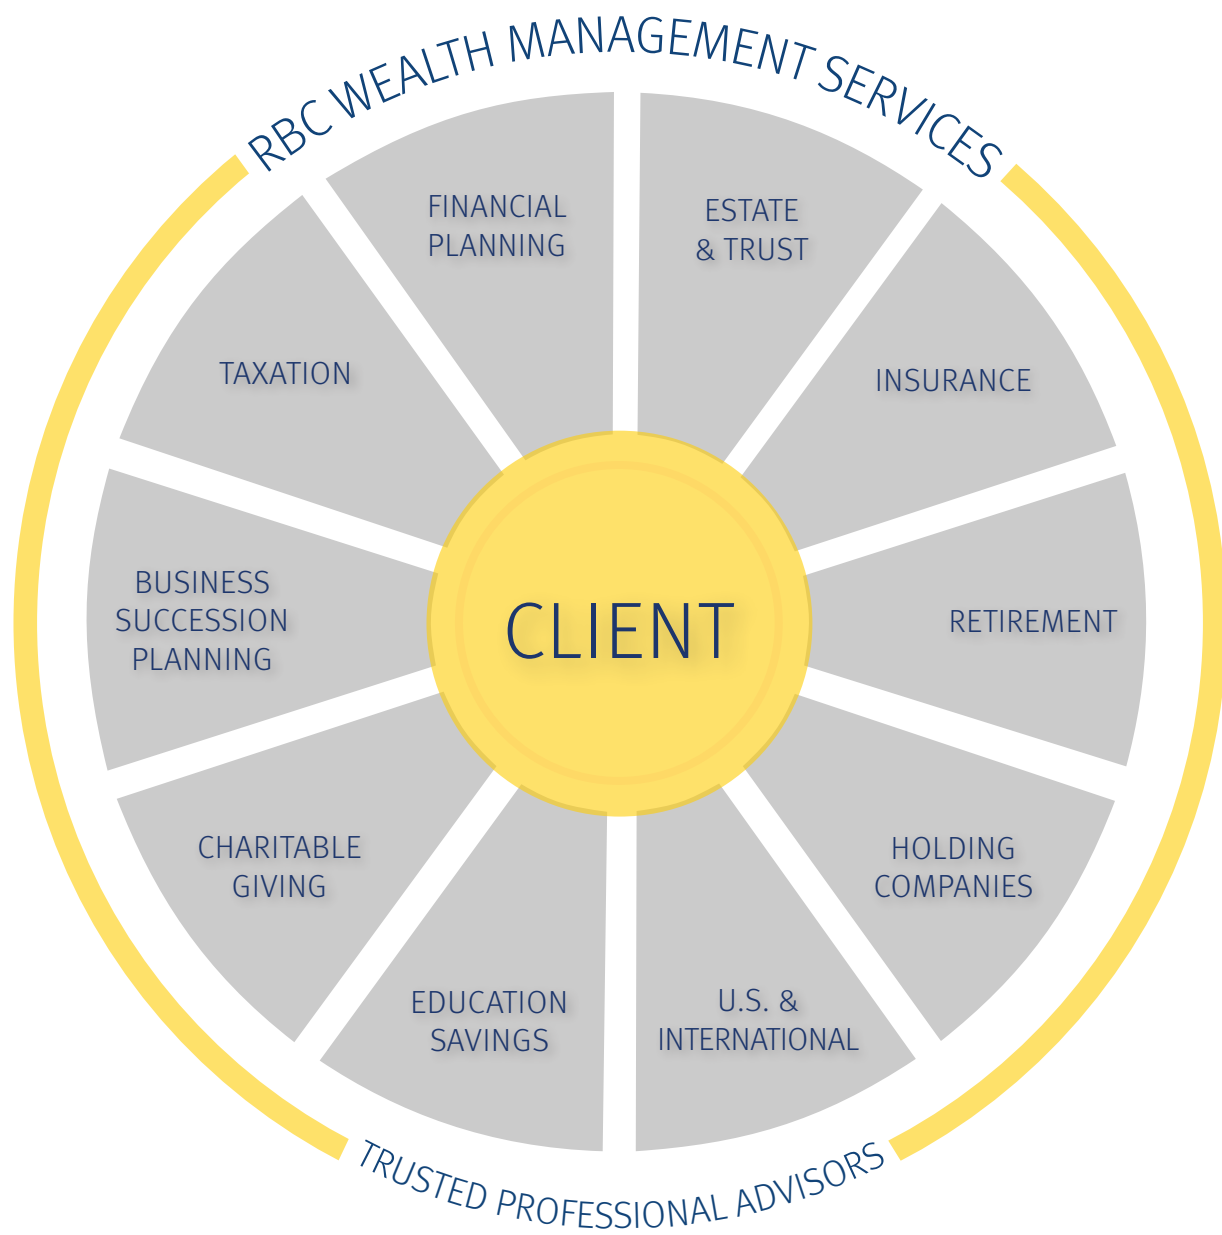 RBC WEALTH MANAGEMENT SERVICES
FINANCIAL
PLANNING
ESTATE
& TRUST
TAXATION
INSURANCE
BUSINESS
SUCCESSION
PLANNING
CLIENT
RETIREMENT
CHARITABLE
GIVING
HOLDING
COMPANIES
EDUCATION
SAVINGS
U.S. &
INTERNATIONAL
TRUSTED PROFESSIONAL ADVISORS